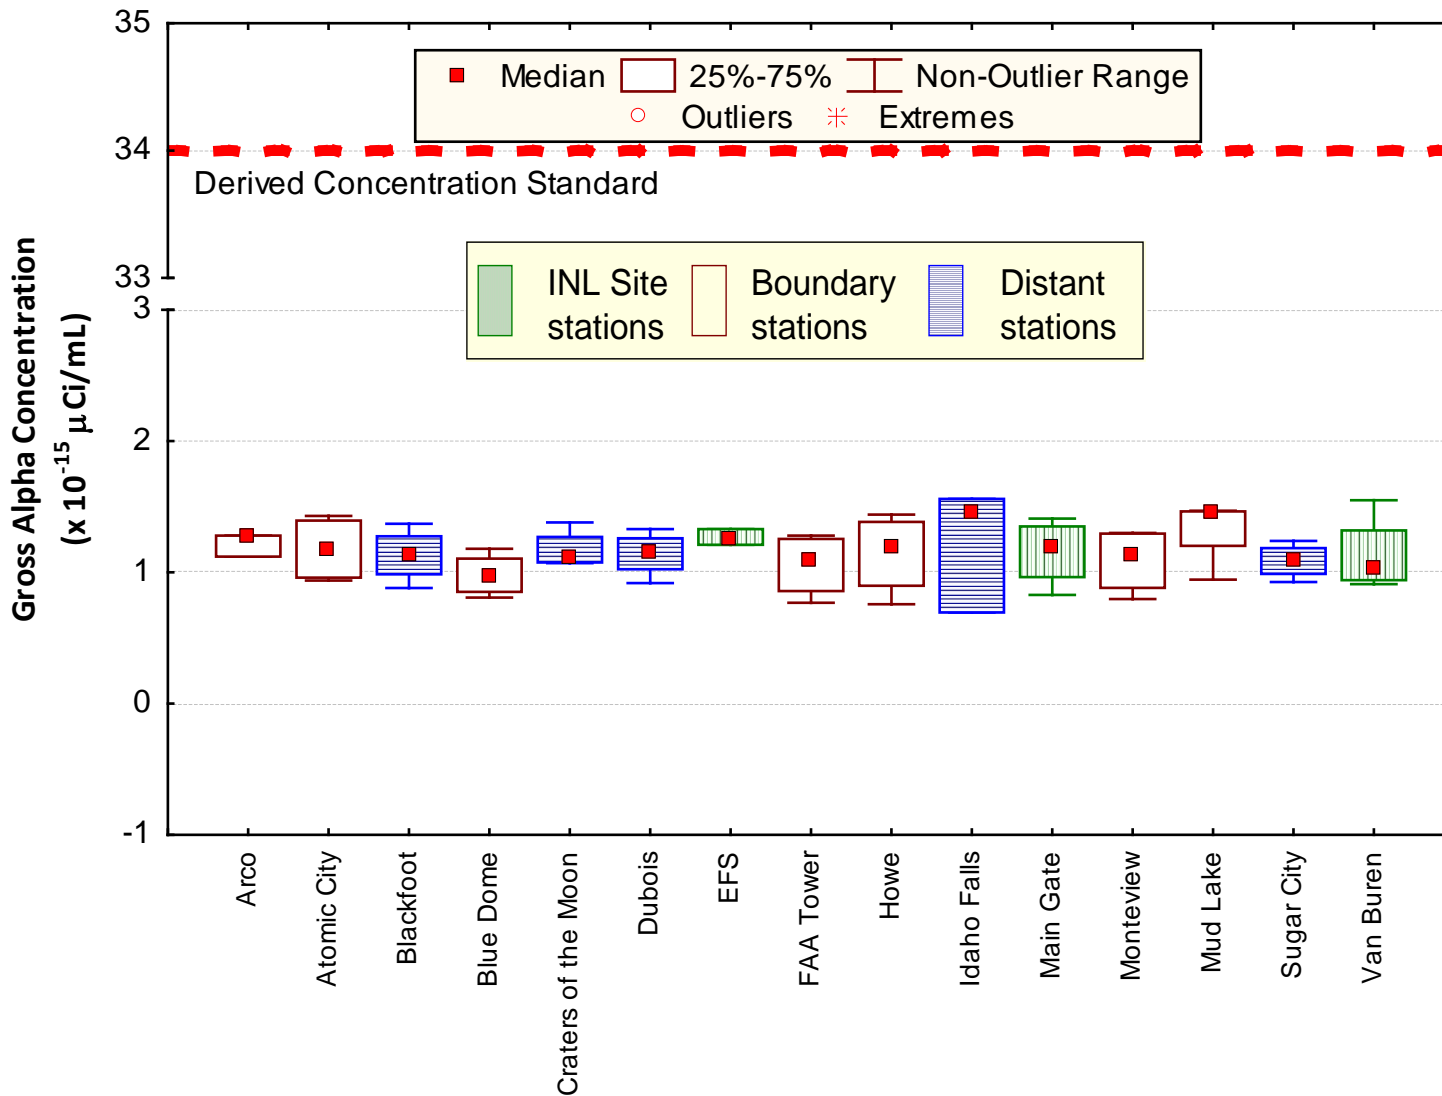 35
Median 25%-75% Non-Outlier Range
Outliers Extremes
34
Derived Concentration Standard
33
INL Site stations
Boundary stations
Distant stations
3
2
1
0
-1
Gross Alpha Concentration
(x 10⁻¹⁵ μCi/mL)
Arco
Atomic City
Blackfoot
Blue Dome
Craters of the Moon
Dubois
EFS
FAA Tower
Howe
Idaho Falls
Main Gate
Monteview
Mud Lake
Sugar City
Van Buren